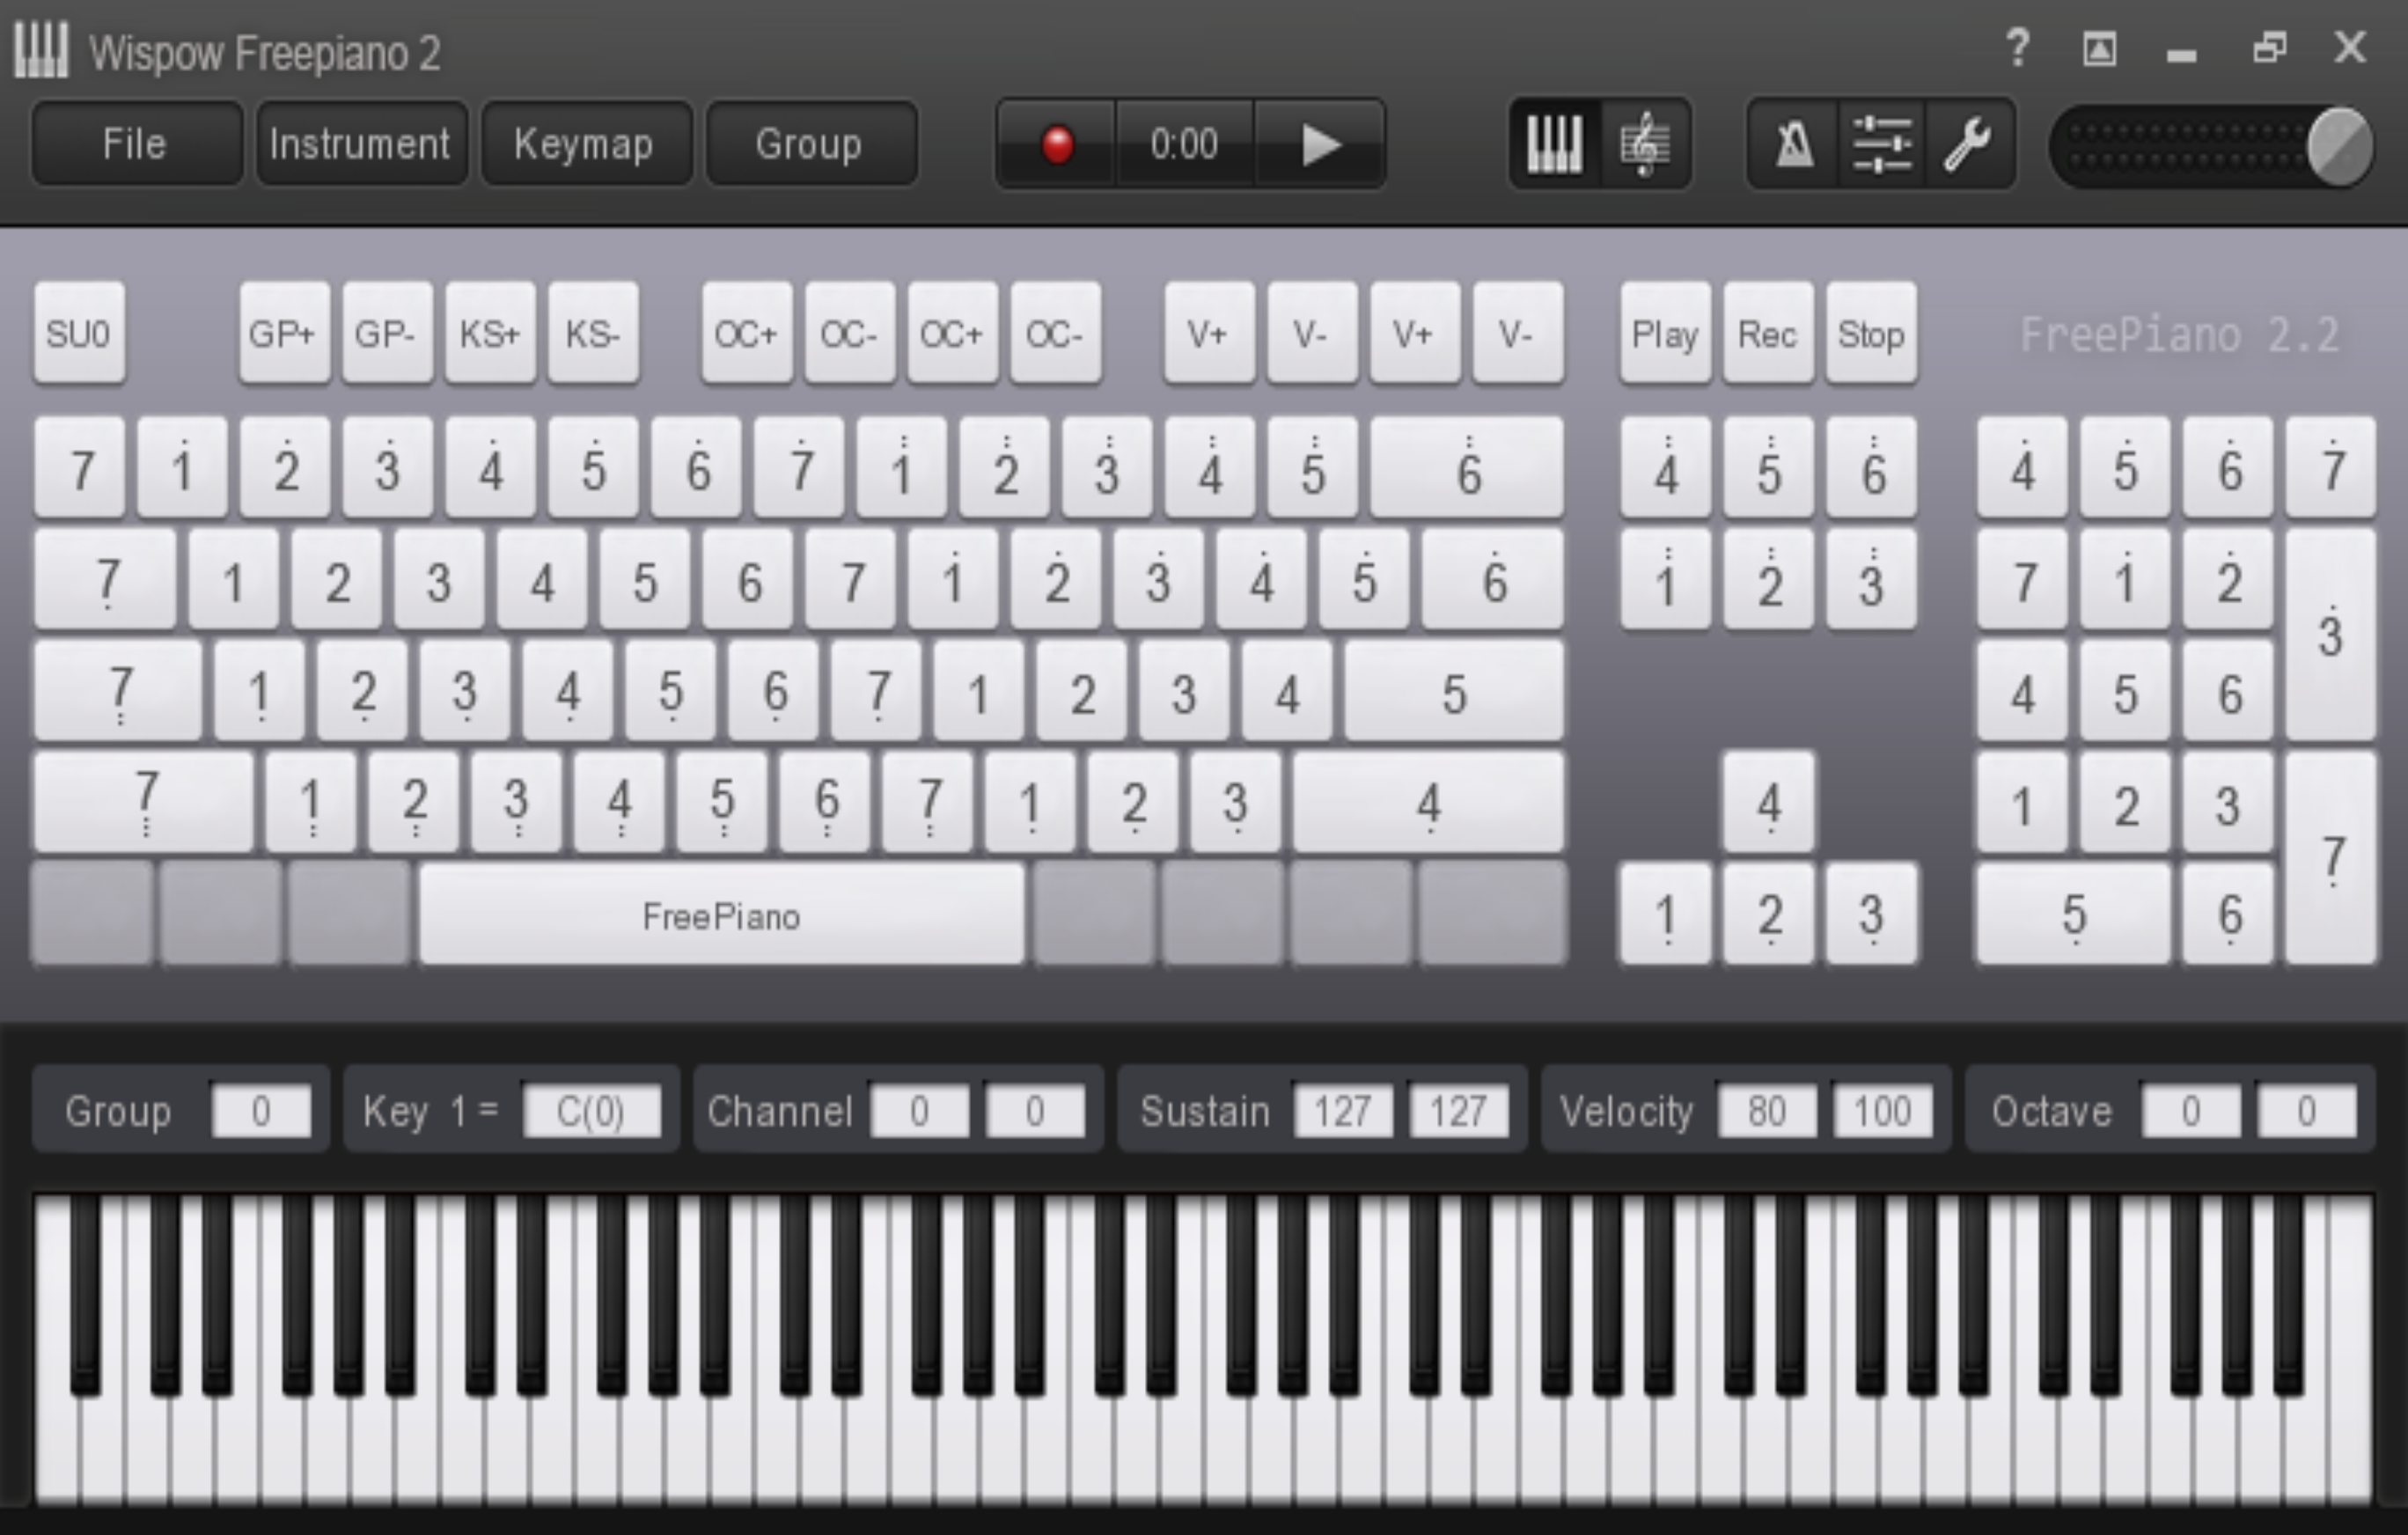 Wispow Freepiano 2 ?
File Instrument Keymap Group 0:00
SU0 GP+ GP- KS+ KS- OC+ OC- OC+ OC- V+ V- V+ V- Play Rec Stop FreePiano 2.2
7 1 2 3 4 5 6 7 1 2 3 4 5 6 4 5 6 4 5 6 7
7 1 2 3 4 5 6 7 1 2 3 4 5 6 1 2 3 7 1 2 3
7 1 2 3 4 5 6 7 1 2 3 4 5 4 5 6
7 1 2 3 4 5 6 7 1 2 3 4 4 1 2 3 7
FreePiano 1 2 3 5 6
Group 0 Key 1 = C(0) Channel 0 0 Sustain 127 127 Velocity 80 100 Octave 0 0